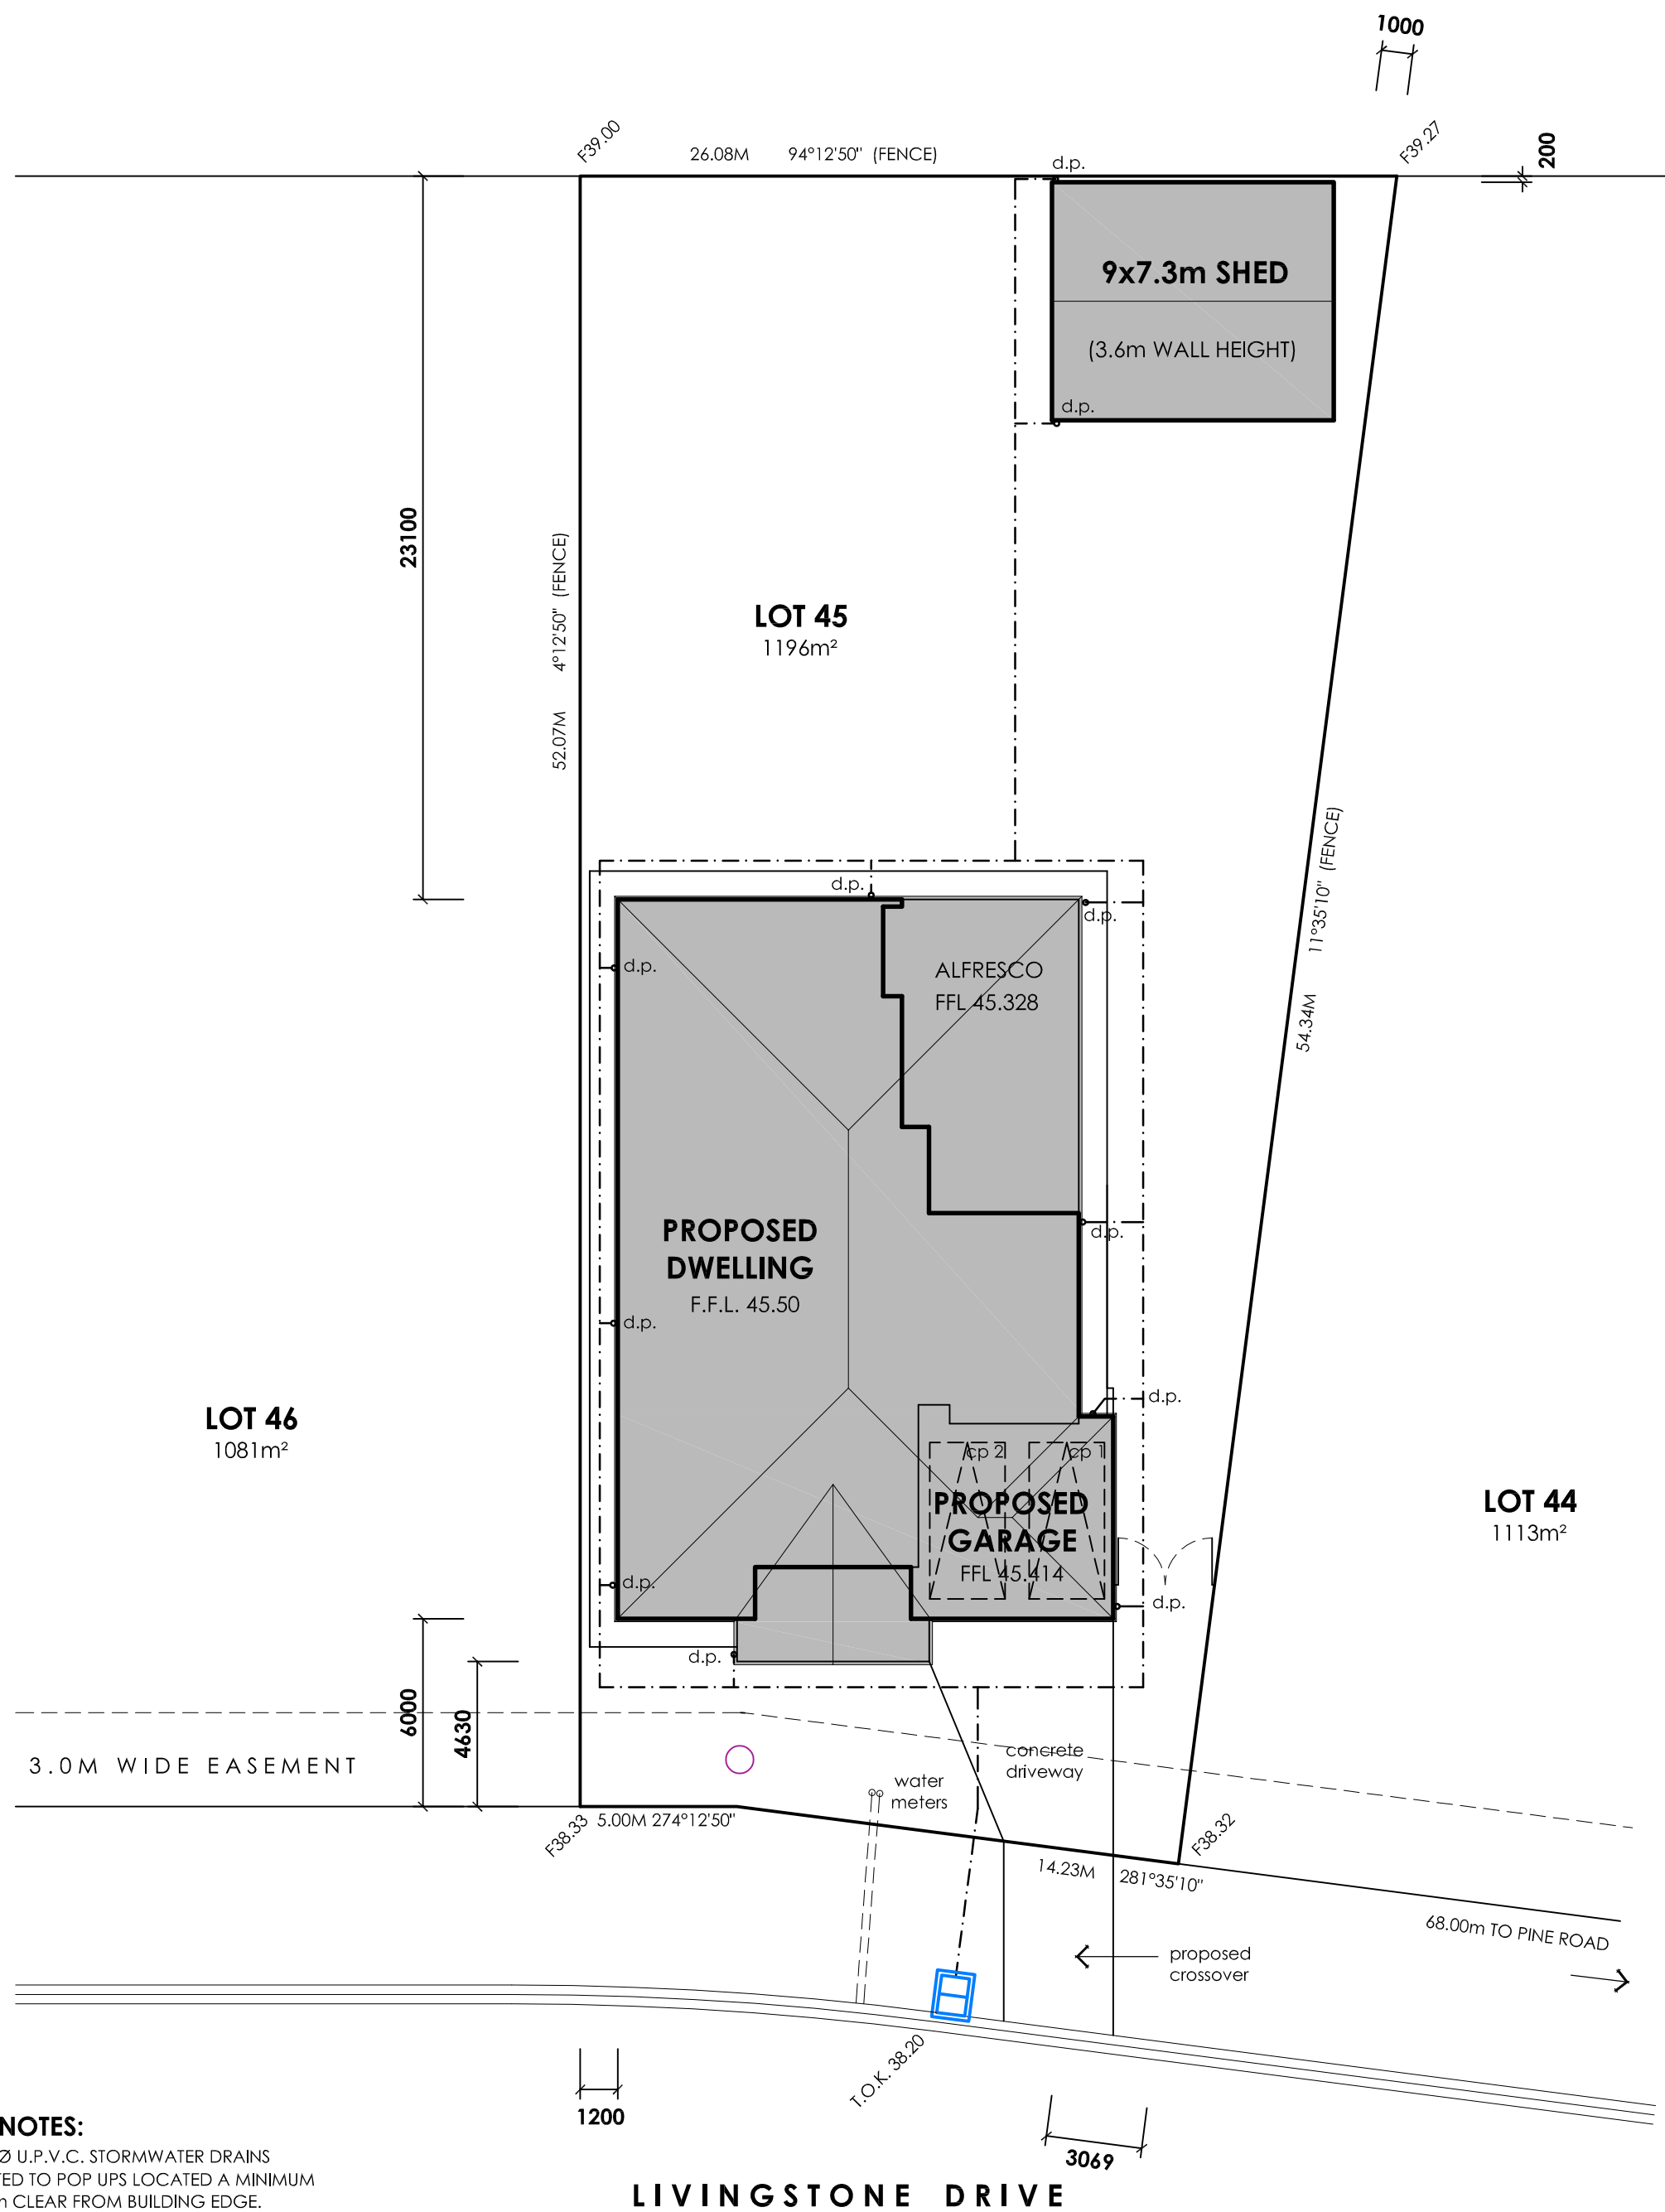 1000
F39.00
26.08M 94°12'50" (FENCE)
d.p.
F39.27
200
9x7.3m SHED
(3.6m WALL HEIGHT)
d.p.
23100
52.07M 4°12'50" (FENCE)
LOT 45
1196m²
54.34M 11°35'10" (FENCE)
d.p.
d.p.
d.p.
ALFRESCO
FFL 45.328
PROPOSED
DWELLING
F.F.L. 45.50
d.p.
d.p.
d.p.
LOT 46
1081m²
cp 2
cp 1
PROPOSED
GARAGE
FFL 45.414
LOT 44
1113m²
d.p.
d.p.
d.p.
6000
4630
3.0M WIDE EASEMENT
concrete
driveway
water
meters
F38.33
5.00M 274°12'50"
F38.32
14.23M 281°35'10"
68.00m TO PINE ROAD
proposed
crossover
T.O.K. 38.20
1200
3069
NOTES:
Ø U.P.V.C. STORMWATER DRAINS
TED TO POP UPS LOCATED A MINIMUM
CLEAR FROM BUILDING EDGE.
LIVINGSTONE DRIVE